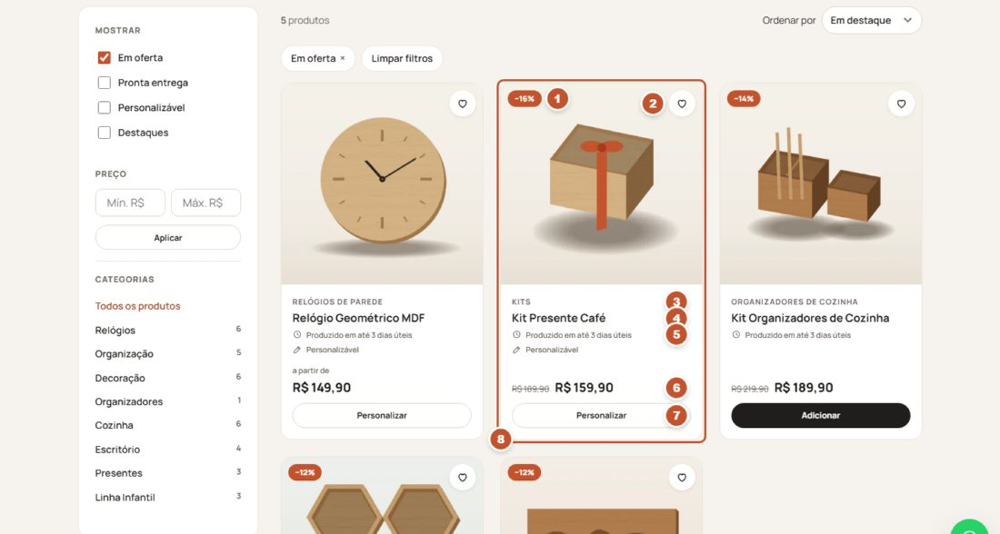 MOSTRAR
Em oferta
Pronta entrega
Personalizável
Destaques
PREÇO
Mín. R$ Máx. R$
Aplicar
CATEGORIAS
Todos os produtos
Relógios 6
Organização 5
Decoração 6
Organizadores 1
Cozinha 6
Escritório 4
Presentes 3
Linha Infantil 3
5 produtos
Ordenar por Em destaque
Em oferta × Limpar filtros
RELÓGIOS DE PAREDE
Relógio Geométrico MDF
Produzido em até 3 dias úteis
Personalizável
a partir de
R$ 149,90
Personalizar
-16% 1 2
KITS 3
Kit Presente Café 4
Produzido em até 3 dias úteis 5
Personalizável
R$ 189,90 R$ 159,90 6
Personalizar 7
8
-14%
ORGANIZADORES DE COZINHA
Kit Organizadores de Cozinha
Produzido em até 3 dias úteis
R$ 219,90 R$ 189,90
Adicionar
-12%
-12%